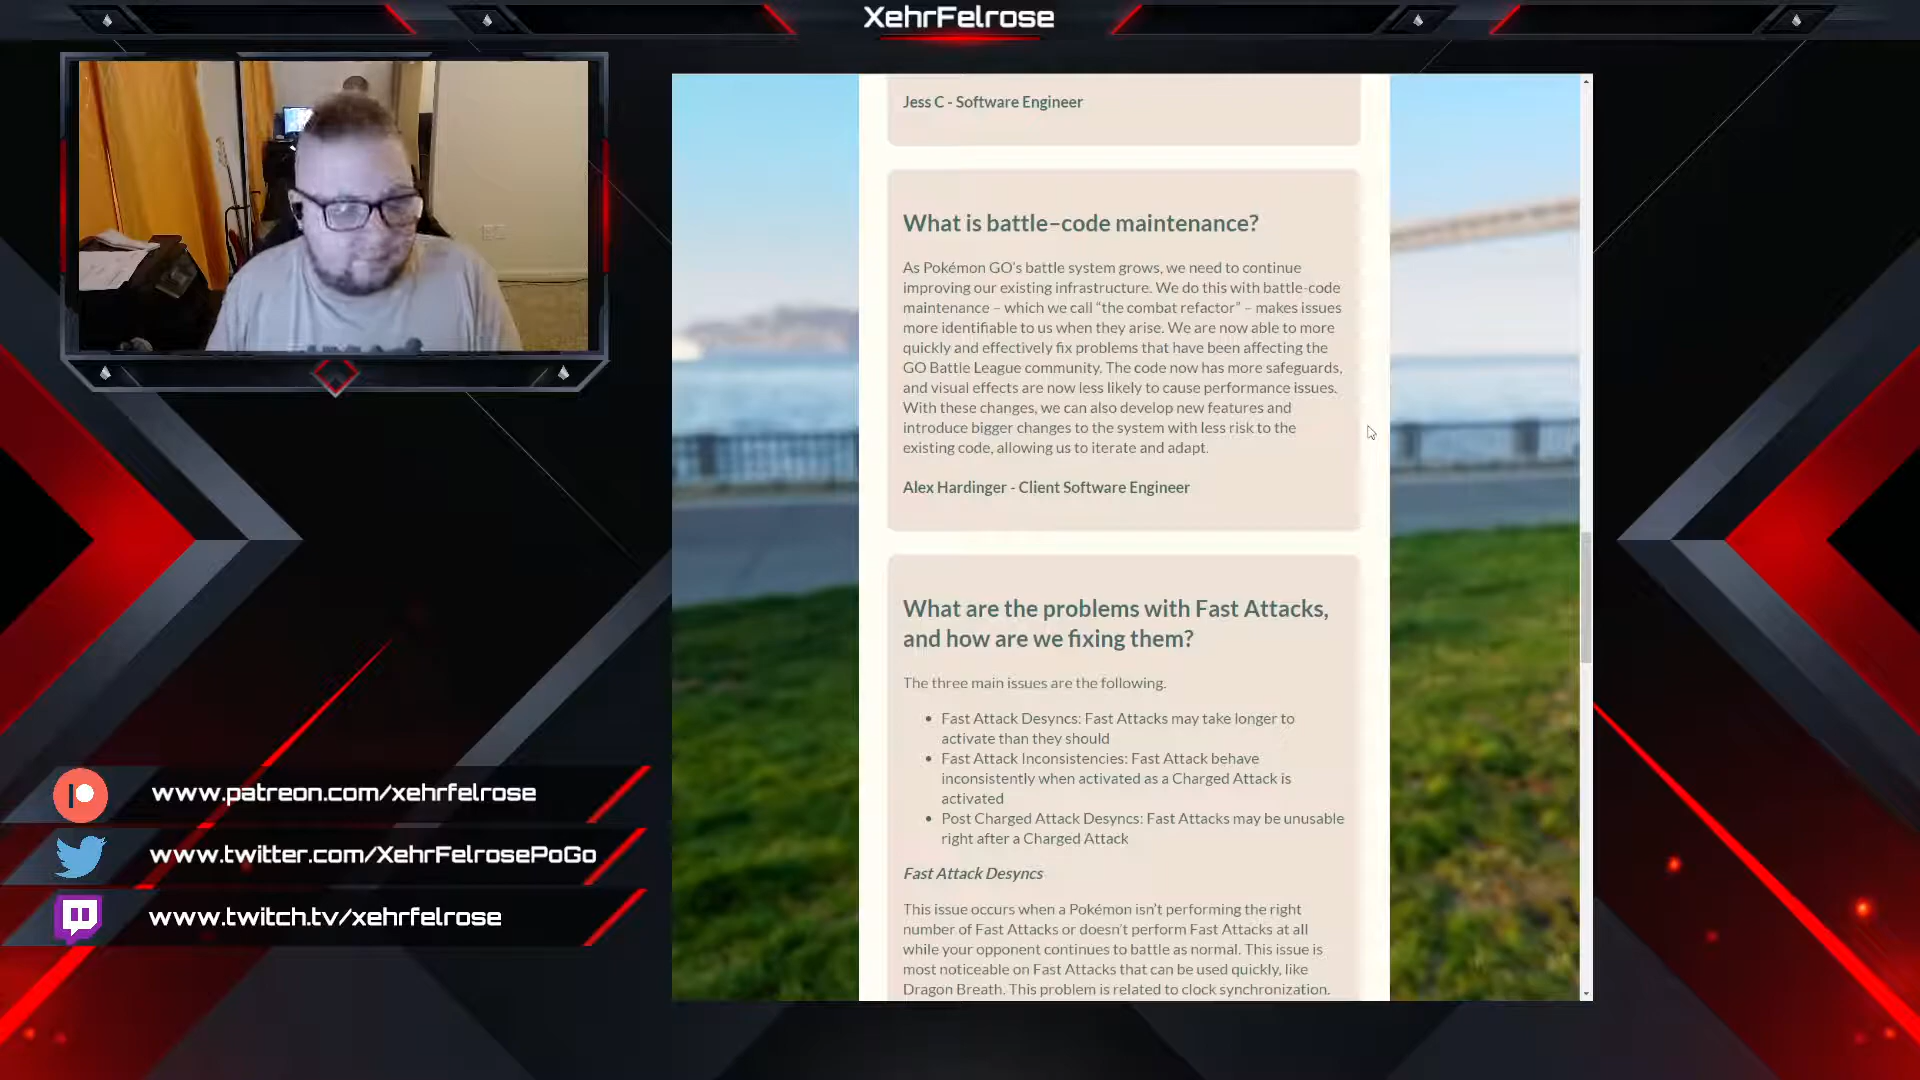 XehrFelrose
Jess C - Software Engineer
What is battle–code maintenance?
As Pokémon GO’s battle system grows, we need to continue
improving our existing infrastructure. We do this with battle-code
maintenance – which we call “the combat refactor” – makes issues
more identifiable to us when they arise. We are now able to more
quickly and effectively fix problems that have been affecting the
GO Battle League community. The code now has more safeguards,
and visual effects are now less likely to cause performance issues.
With these changes, we can also develop new features and
introduce bigger changes to the system with less risk to the
existing code, allowing us to iterate and adapt.
Alex Hardinger - Client Software Engineer
What are the problems with Fast Attacks,
and how are we fixing them?
The three main issues are the following.
• Fast Attack Desyncs: Fast Attacks may take longer to
activate than they should
• Fast Attack Inconsistencies: Fast Attack behave
inconsistently when activated as a Charged Attack is
activated
• Post Charged Attack Desyncs: Fast Attacks may be unusable
right after a Charged Attack
Fast Attack Desyncs
This issue occurs when a Pokémon isn’t performing the right
number of Fast Attacks or doesn’t perform Fast Attacks at all
while your opponent continues to battle as normal. This issue is
most noticeable on Fast Attacks that can be used quickly, like
Dragon Breath. This problem is related to clock synchronization.
www.patreon.com/xehrfelrose
www.twitter.com/XehrFelrosePoGo
www.twitch.tv/xehrfelrose